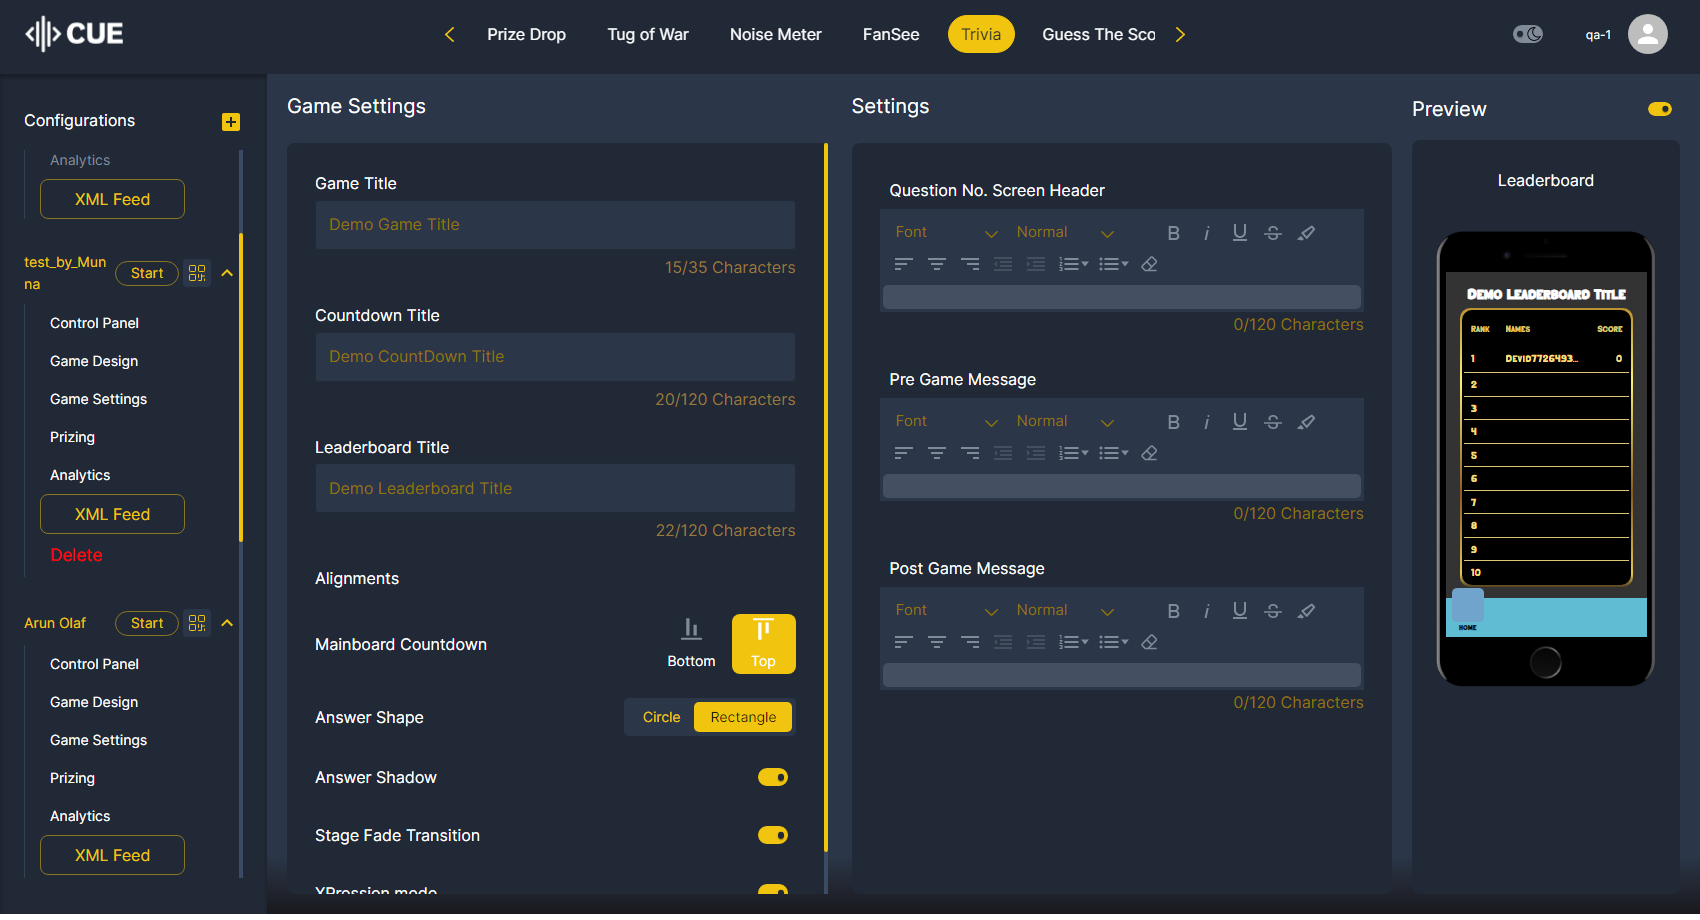 CUE
Prize Drop
Tug of War
Noise Meter
FanSee
Trivia
Guess The Sco
qa-1
Configurations
Analytics
XML Feed
test_by_Mun
na
Start
Control Panel
Game Design
Game Settings
Prizing
Analytics
XML Feed
Delete
Arun Olaf
Start
Control Panel
Game Design
Game Settings
Prizing
Analytics
XML Feed
Game Settings
Game Title
Demo Game Title
15/35 Characters
Countdown Title
Demo CountDown Title
20/120 Characters
Leaderboard Title
Demo Leaderboard Title
22/120 Characters
Alignments
Mainboard Countdown
Bottom
Top
Answer Shape
Circle
Rectangle
Answer Shadow
Stage Fade Transition
XPression mode
Settings
Question No. Screen Header
Font
Normal
0/120 Characters
Pre Game Message
Font
Normal
0/120 Characters
Post Game Message
Font
Normal
0/120 Characters
Preview
Leaderboard
Demo Leaderboard Title
Rank Names Score
1 Devid7726493... 0
2
3
4
5
6
7
8
9
10
HOME